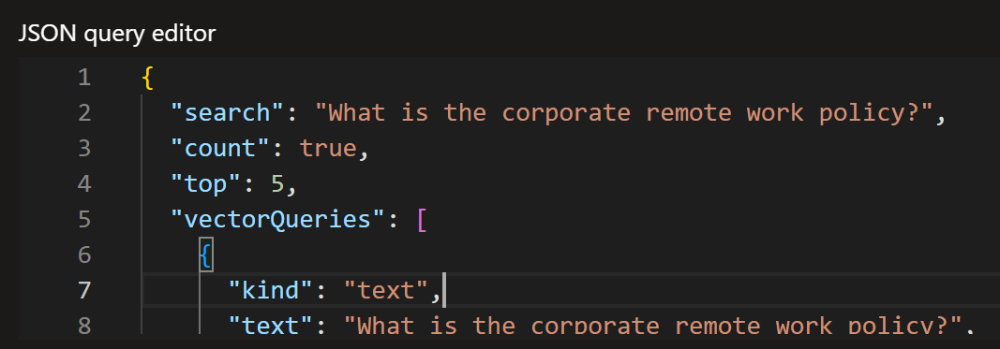 JSON query editor
1 {
2 "search": "What is the corporate remote work policy?",
3 "count": true,
4 "top": 5,
5 "vectorQueries": [
6 {
7 "kind": "text",
8 "text": "What is the corporate remote work policy?",